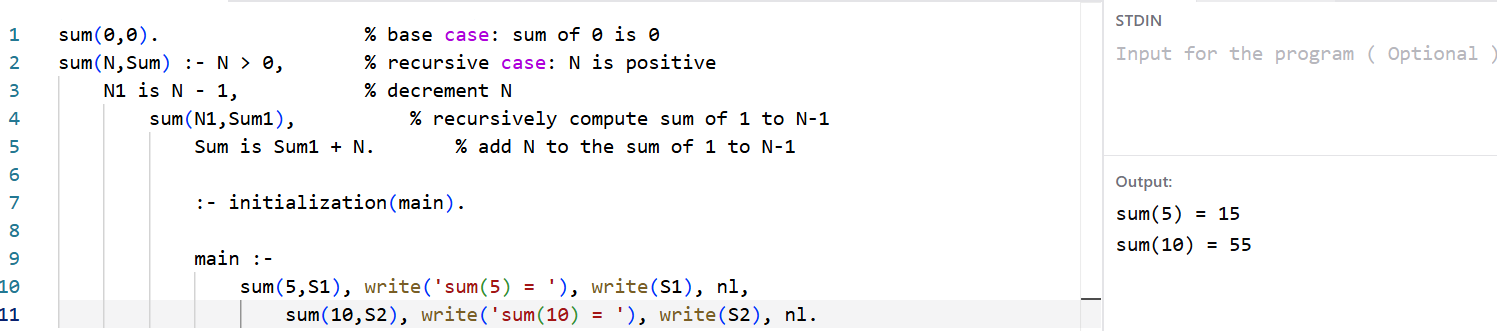 1 sum(0,0). % base case: sum of 0 is 0
2 sum(N,Sum) :- N > 0, % recursive case: N is positive
3 N1 is N - 1, % decrement N
4 sum(N1,Sum1), % recursively compute sum of 1 to N-1
5 Sum is Sum1 + N. % add N to the sum of 1 to N-1
6
7 :- initialization(main).
8
9 main :-
10 sum(5,S1), write('sum(5) = '), write(S1), nl,
11 sum(10,S2), write('sum(10) = '), write(S2), nl.
STDIN
Input for the program ( Optional )
Output:
sum(5) = 15
sum(10) = 55